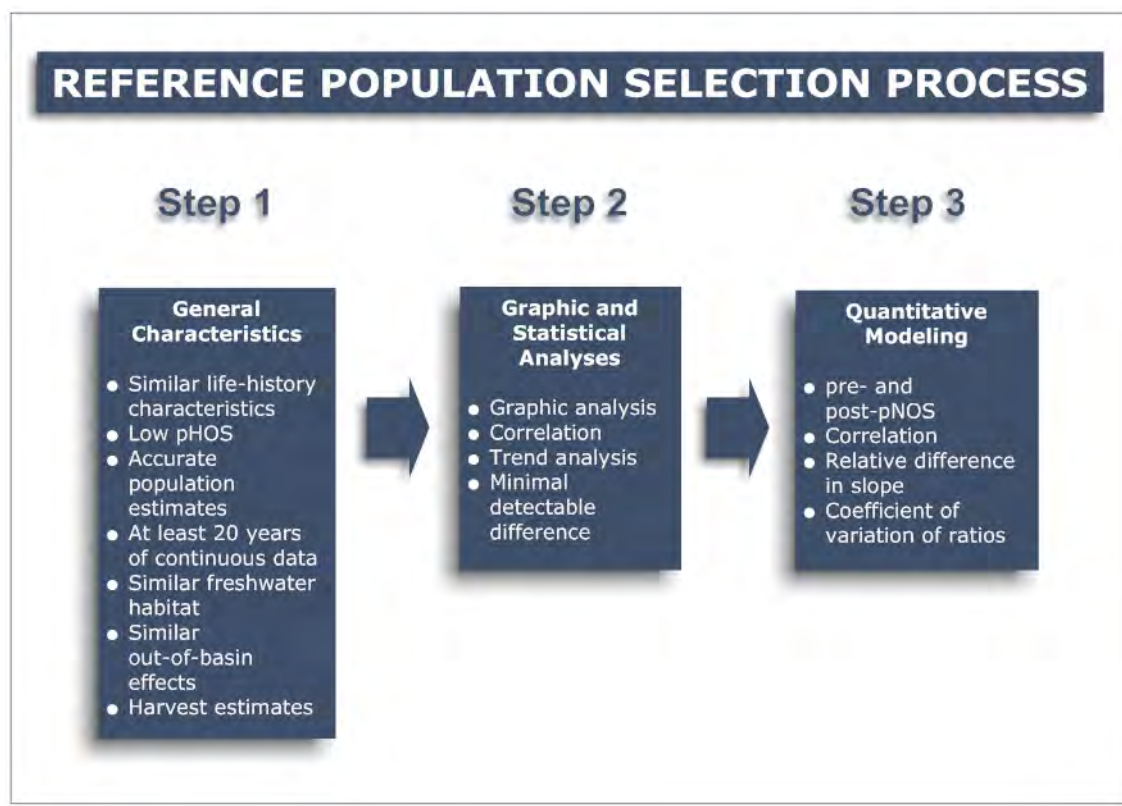 REFERENCE POPULATION SELECTION PROCESS
Step 1
General
Characteristics
● Similar life-history
characteristics
● Low pHOS
● Accurate
population
estimates
● At least 20 years
of continuous data
● Similar freshwater
habitat
● Similar
out-of-basin
effects
● Harvest estimates
Step 2
Graphic and
Statistical
Analyses
● Graphic analysis
● Correlation
● Trend analysis
● Minimal
detectable
difference
Step 3
Quantitative
Modeling
● pre- and
post-pNOS
● Correlation
● Relative difference
in slope
● Coefficient of
variation of ratios